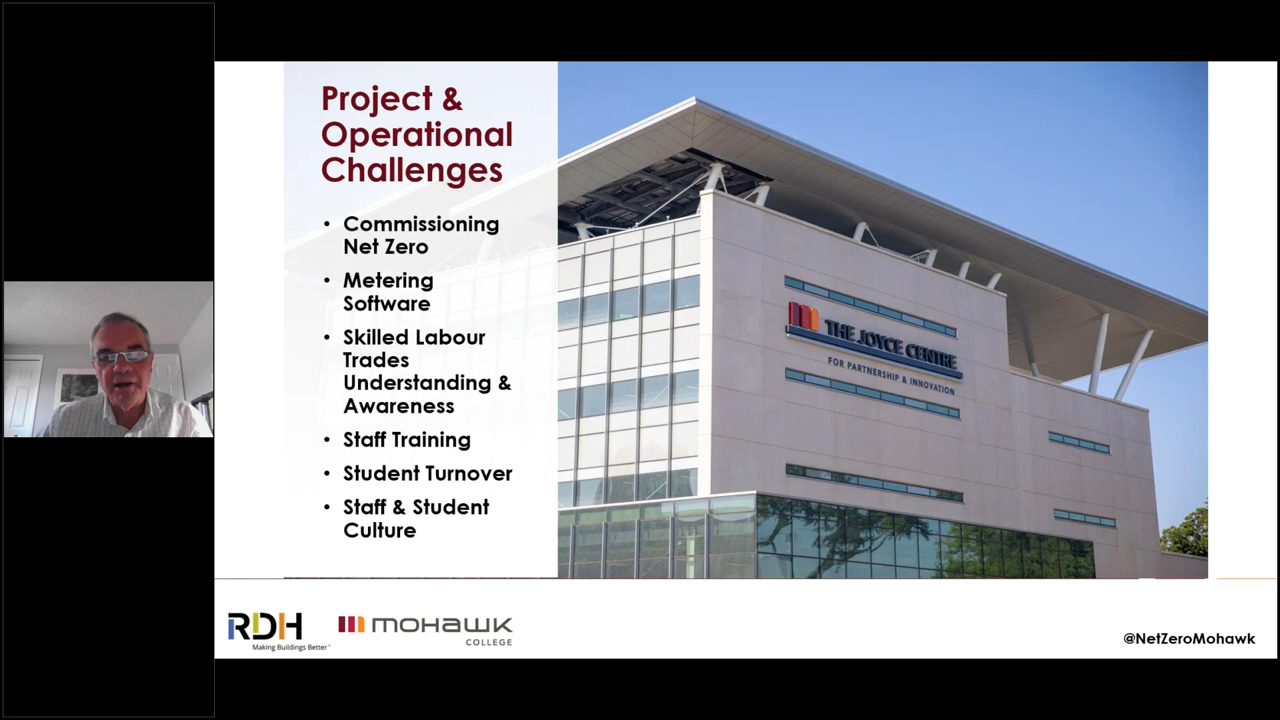 Project &
Operational
Challenges
• Commissioning
Net Zero
• Metering
Software
• Skilled Labour
Trades
Understanding &
Awareness
• Staff Training
• Student Turnover
• Staff & Student
Culture
THE JOYCE CENTRE
FOR PARTNERSHIP & INNOVATION
RDH
Making Buildings Better™
mohawk
COLLEGE
@NetZeroMohawk